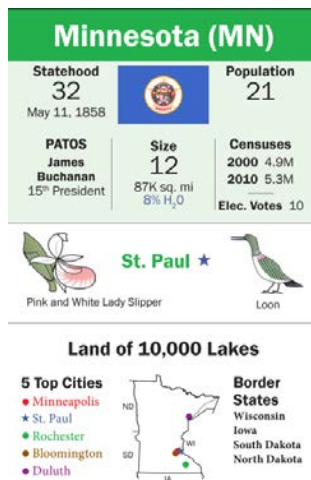 Minnesota (MN)
Statehood
32
May 11, 1858
Population
21
PATOS
James
Buchanan
15th President
Size
12
87K sq. mi
8% H₂0
Censuses
2000 4.9M
2010 5.3M
Elec. Votes 10
St. Paul ★
Pink and White Lady Slipper
Loon
Land of 10,000 Lakes
5 Top Cities
• Minneapolis
★ St. Paul
• Rochester
• Bloomington
• Duluth
ND
SD
WI
IA
Border
States
Wisconsin
Iowa
South Dakota
North Dakota